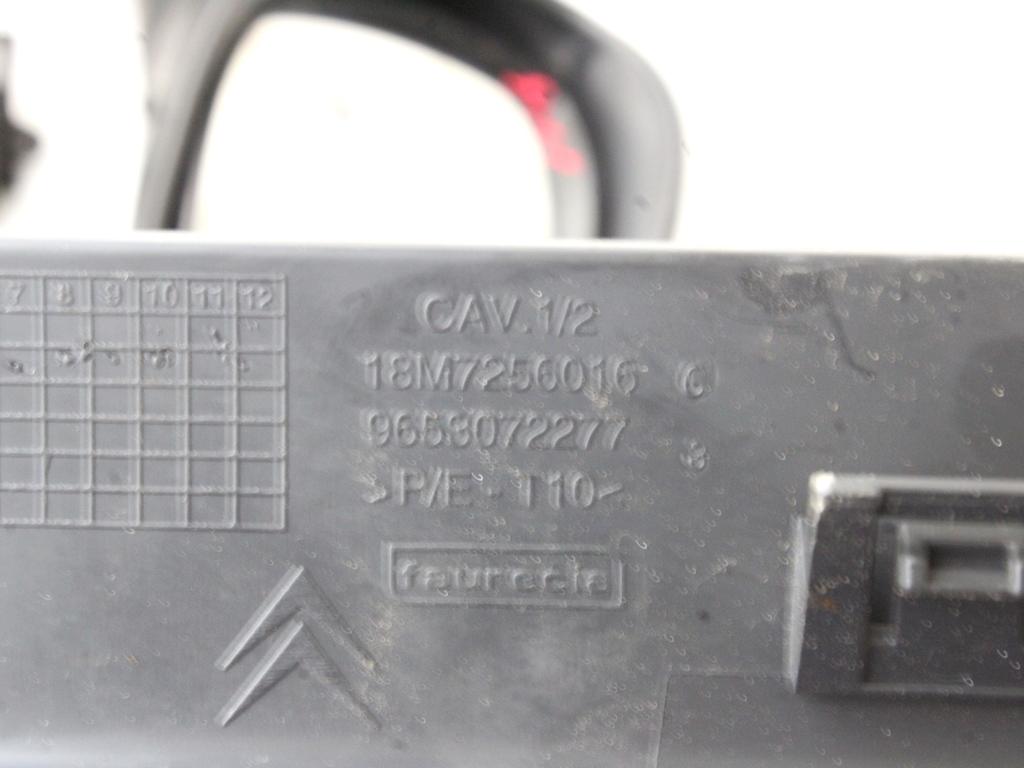 7 8 9 10 11 12
CAV.1/2
18M7256016 C
9653072277
>P/E-T10<
faurecia